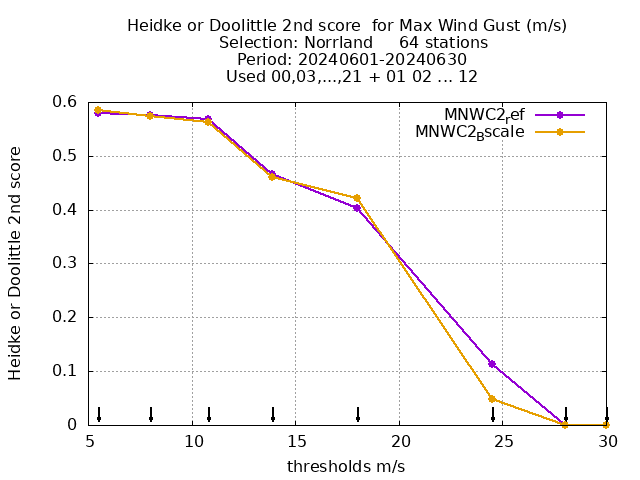 Heidke or Doolittle 2nd score  for Max Wind Gust (m/s)
Selection: Norrland     64 stations
Period: 20240601-20240630
Used 00,03,...,21 + 01 02 ... 12
MNWC2ref
MNWC2Bscale
Heidke or Doolittle 2nd score
0.6
0.5
0.4
0.3
0.2
0.1
0
5 10 15 20 25 30
thresholds m/s